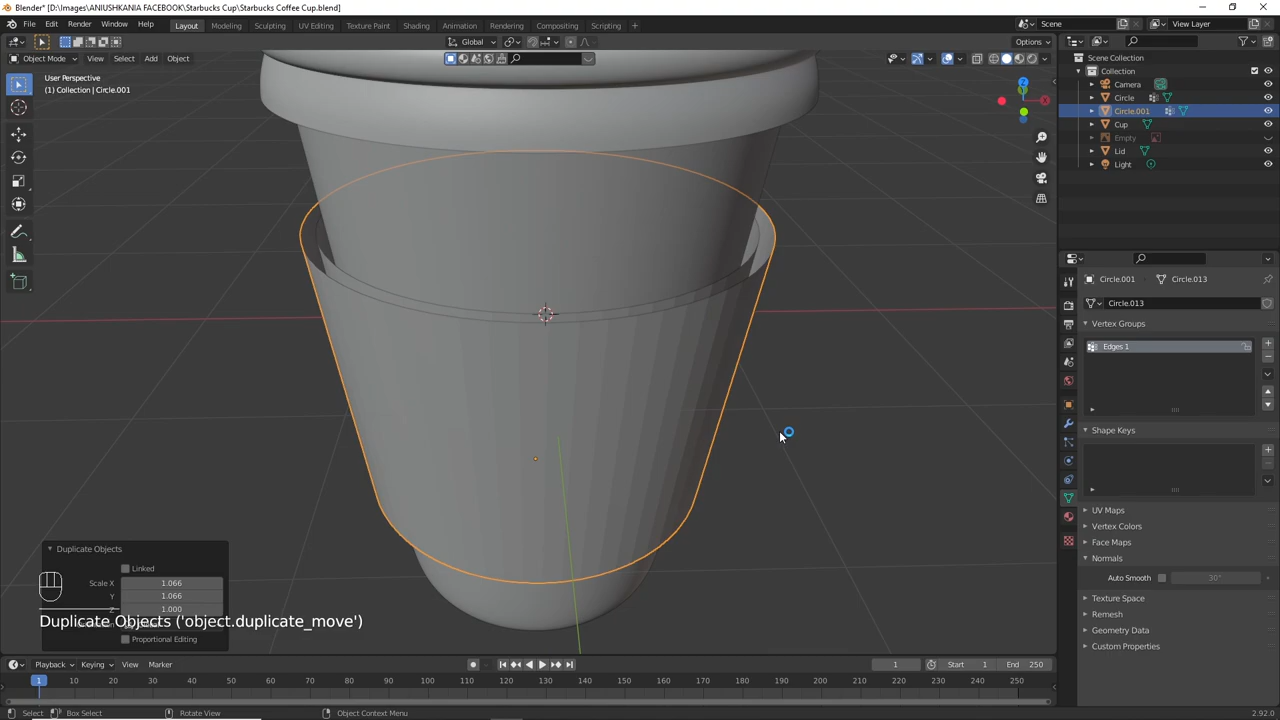 Blender* [D:\Images\ANIUSHKANIA FACEBOOK\Starbucks Cup\Starbucks Coffee Cup.blend]
File Edit Render Window Help Layout Modeling Sculpting UV Editing Texture Paint Shading Animation Rendering Compositing Scripting Scene View Layer
Global Options
Object Mode View Select Add Object
User Perspective
(1) Collection | Circle.001
Scene Collection
Collection
Camera
Circle
Circle.001
Cup
Empty
Lid
Light
Circle.001 Circle.013
Circle.013
Vertex Groups
Edges 1
Shape Keys
UV Maps
Vertex Colors
Face Maps
Normals
Auto Smooth 30°
Texture Space
Remesh
Geometry Data
Custom Properties
Duplicate Objects
Linked
Scale X 1.066
Y 1.066
Z 1.000
Duplicate Objects ('object.duplicate_move')
Proportional Editing
Playback Keying View Marker 1 Start 1 End 250
1 10 20 30 40 50 60 70 80 90 100 110 120 130 140 150 160 170 180 190 200 210 220 230 240 250
Select Box Select Rotate View Object Context Menu 2.92.0